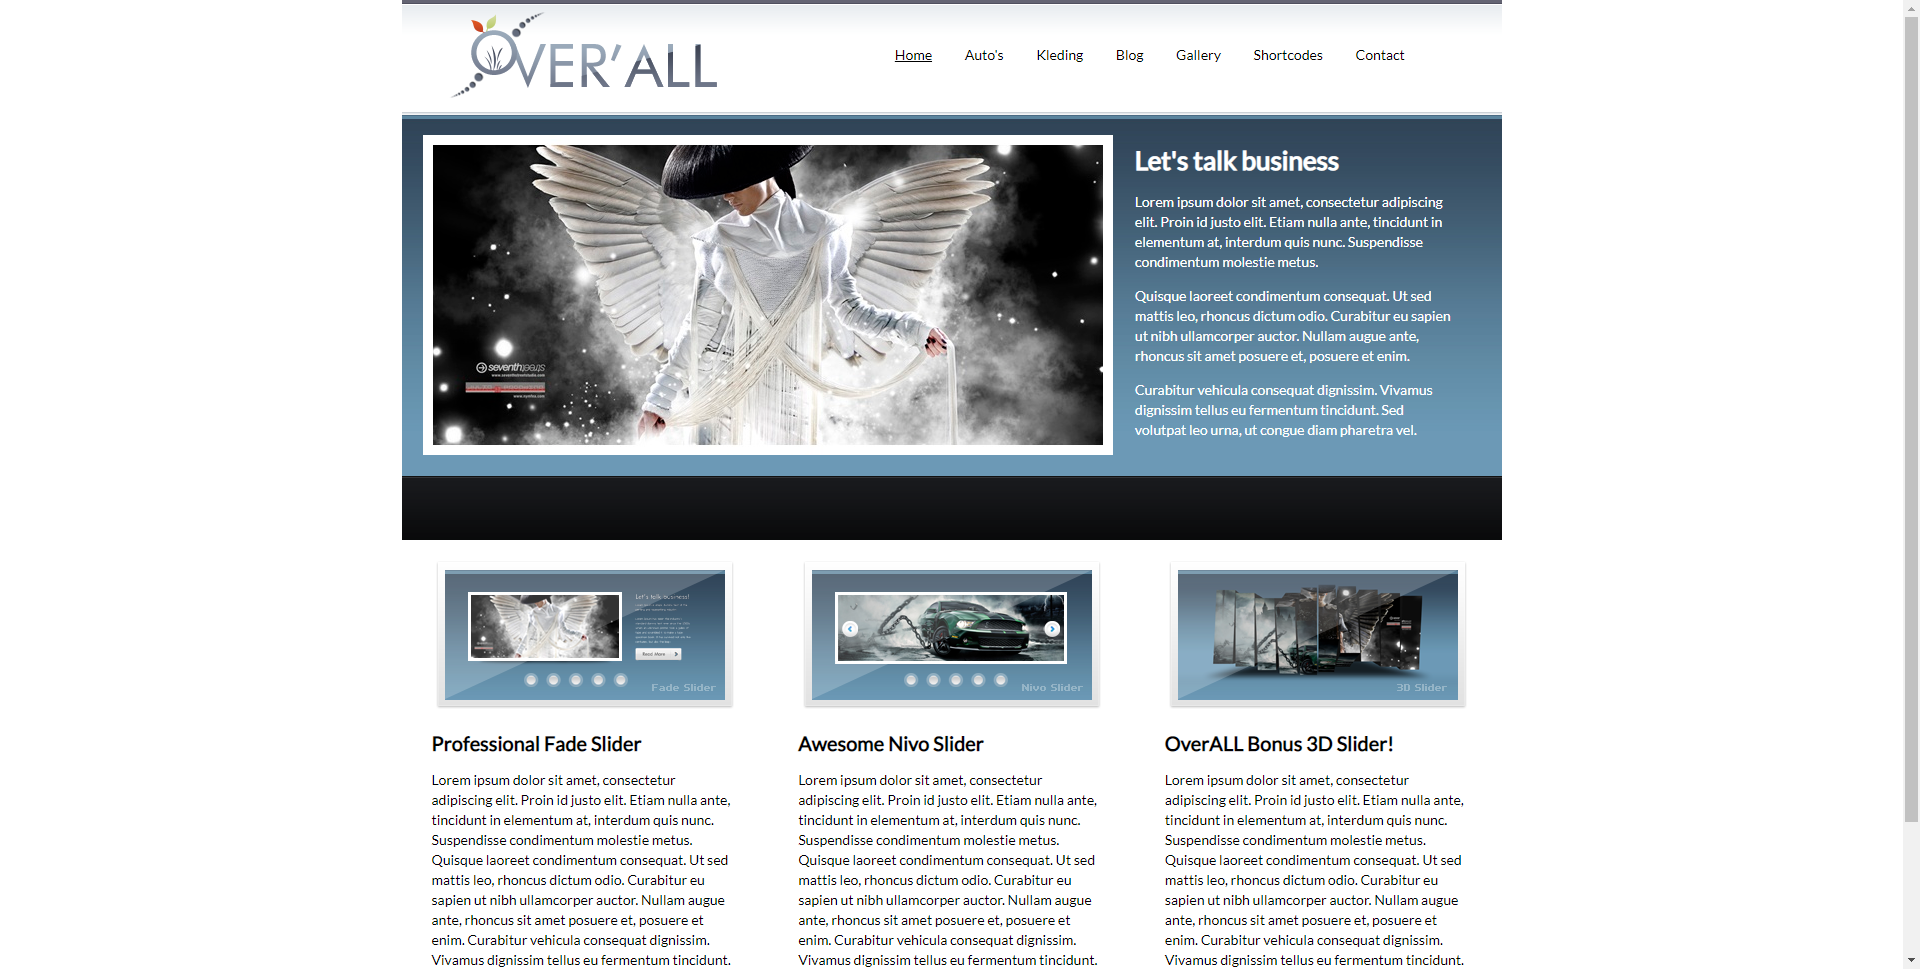 OVER'ALL
Home Auto's Kleding Blog Gallery Shortcodes Contact
Let's talk business
Lorem ipsum dolor sit amet, consectetur adipiscing
elit. Proin id justo elit. Etiam nulla ante, tincidunt in
elementum at, interdum quis nunc. Suspendisse
condimentum molestie metus.
Quisque laoreet condimentum consequat. Ut sed
mattis leo, rhoncus dictum odio. Curabitur eu sapien
ut nibh ullamcorper auctor. Nullam augue ante,
rhoncus sit amet posuere et, posuere et enim.
Curabitur vehicula consequat dignissim. Vivamus
dignissim tellus eu fermentum tincidunt. Sed
volutpat leo urna, ut congue diam pharetra vel.
seventhstreet
Let's talk business!
Read More
Fade Slider
Nivo Slider
3D Slider
Professional Fade Slider
Lorem ipsum dolor sit amet, consectetur
adipiscing elit. Proin id justo elit. Etiam nulla ante,
tincidunt in elementum at, interdum quis nunc.
Suspendisse condimentum molestie metus.
Quisque laoreet condimentum consequat. Ut sed
mattis leo, rhoncus dictum odio. Curabitur eu
sapien ut nibh ullamcorper auctor. Nullam augue
ante, rhoncus sit amet posuere et, posuere et
enim. Curabitur vehicula consequat dignissim.
Vivamus dignissim tellus eu fermentum tincidunt.
Awesome Nivo Slider
Lorem ipsum dolor sit amet, consectetur
adipiscing elit. Proin id justo elit. Etiam nulla ante,
tincidunt in elementum at, interdum quis nunc.
Suspendisse condimentum molestie metus.
Quisque laoreet condimentum consequat. Ut sed
mattis leo, rhoncus dictum odio. Curabitur eu
sapien ut nibh ullamcorper auctor. Nullam augue
ante, rhoncus sit amet posuere et, posuere et
enim. Curabitur vehicula consequat dignissim.
Vivamus dignissim tellus eu fermentum tincidunt.
OverALL Bonus 3D Slider!
Lorem ipsum dolor sit amet, consectetur
adipiscing elit. Proin id justo elit. Etiam nulla ante,
tincidunt in elementum at, interdum quis nunc.
Suspendisse condimentum molestie metus.
Quisque laoreet condimentum consequat. Ut sed
mattis leo, rhoncus dictum odio. Curabitur eu
sapien ut nibh ullamcorper auctor. Nullam augue
ante, rhoncus sit amet posuere et, posuere et
enim. Curabitur vehicula consequat dignissim.
Vivamus dignissim tellus eu fermentum tincidunt.